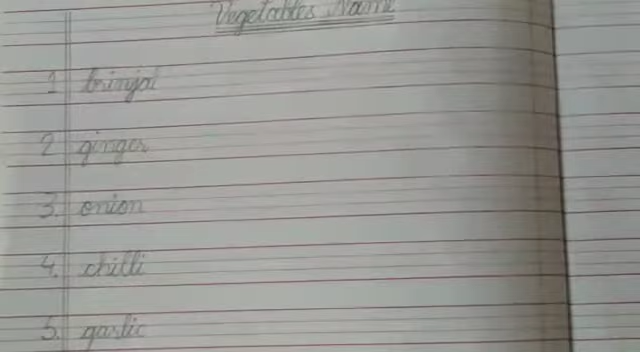 Vegetables Name
1 brinjal
2 ginger
3. onion
4. chilli
5. garlic